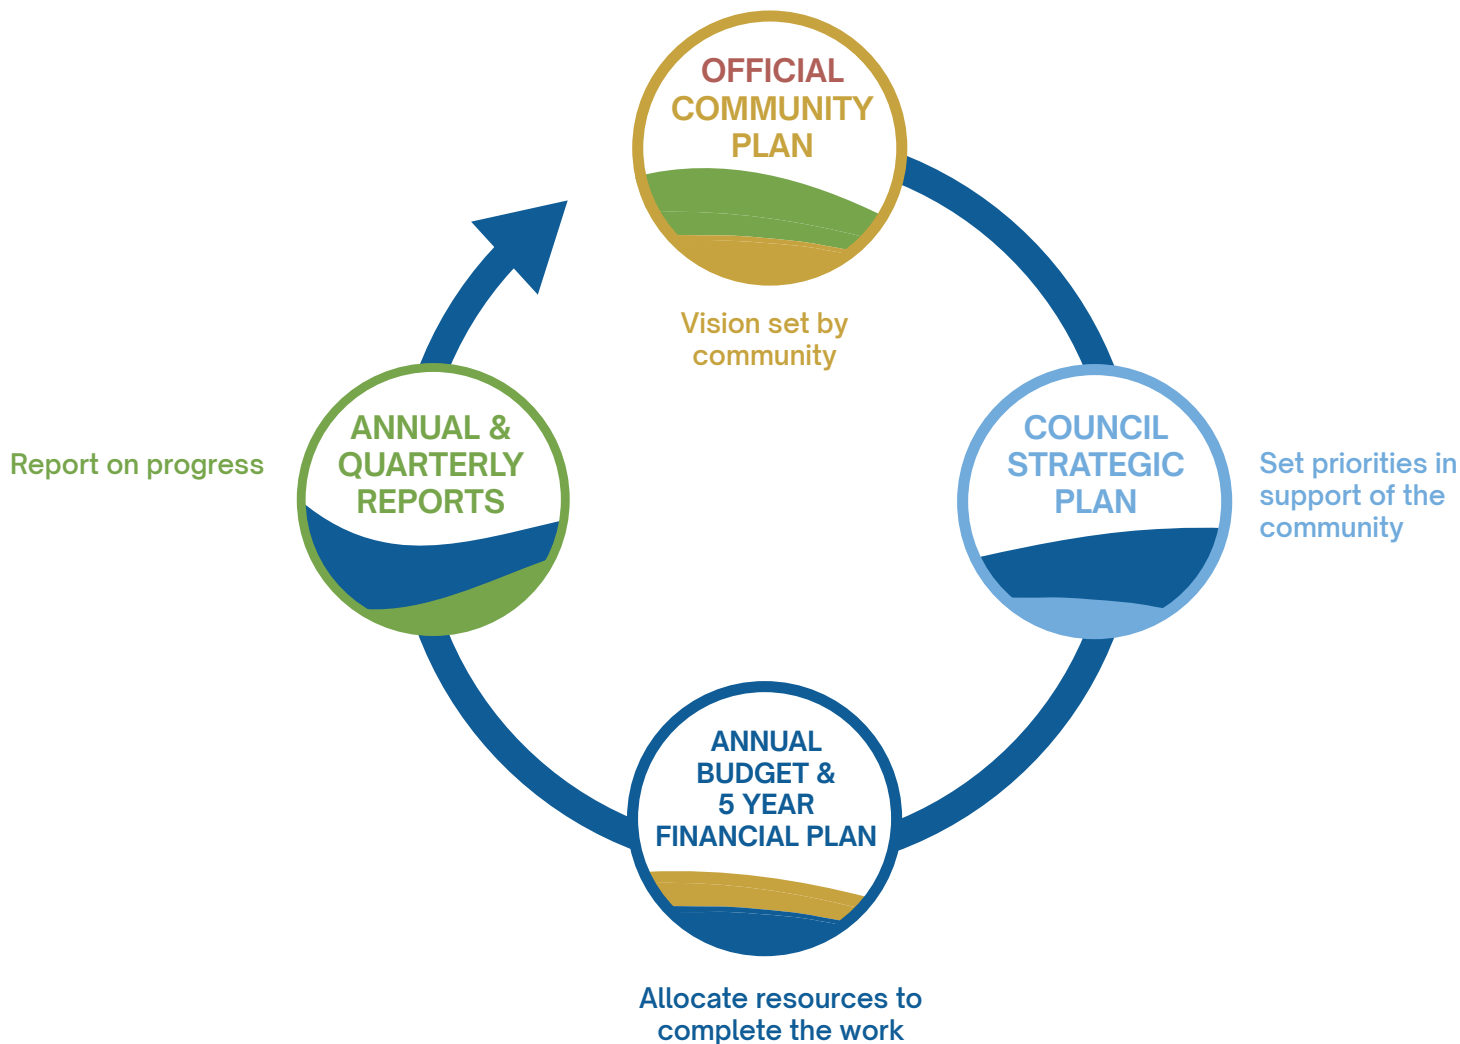 OFFICIAL
COMMUNITY
PLAN
Vision set by
community
COUNCIL
STRATEGIC
PLAN
Set priorities in
support of the
community
ANNUAL
BUDGET &
5 YEAR
FINANCIAL PLAN
Allocate resources to
complete the work
ANNUAL &
QUARTERLY
REPORTS
Report on progress